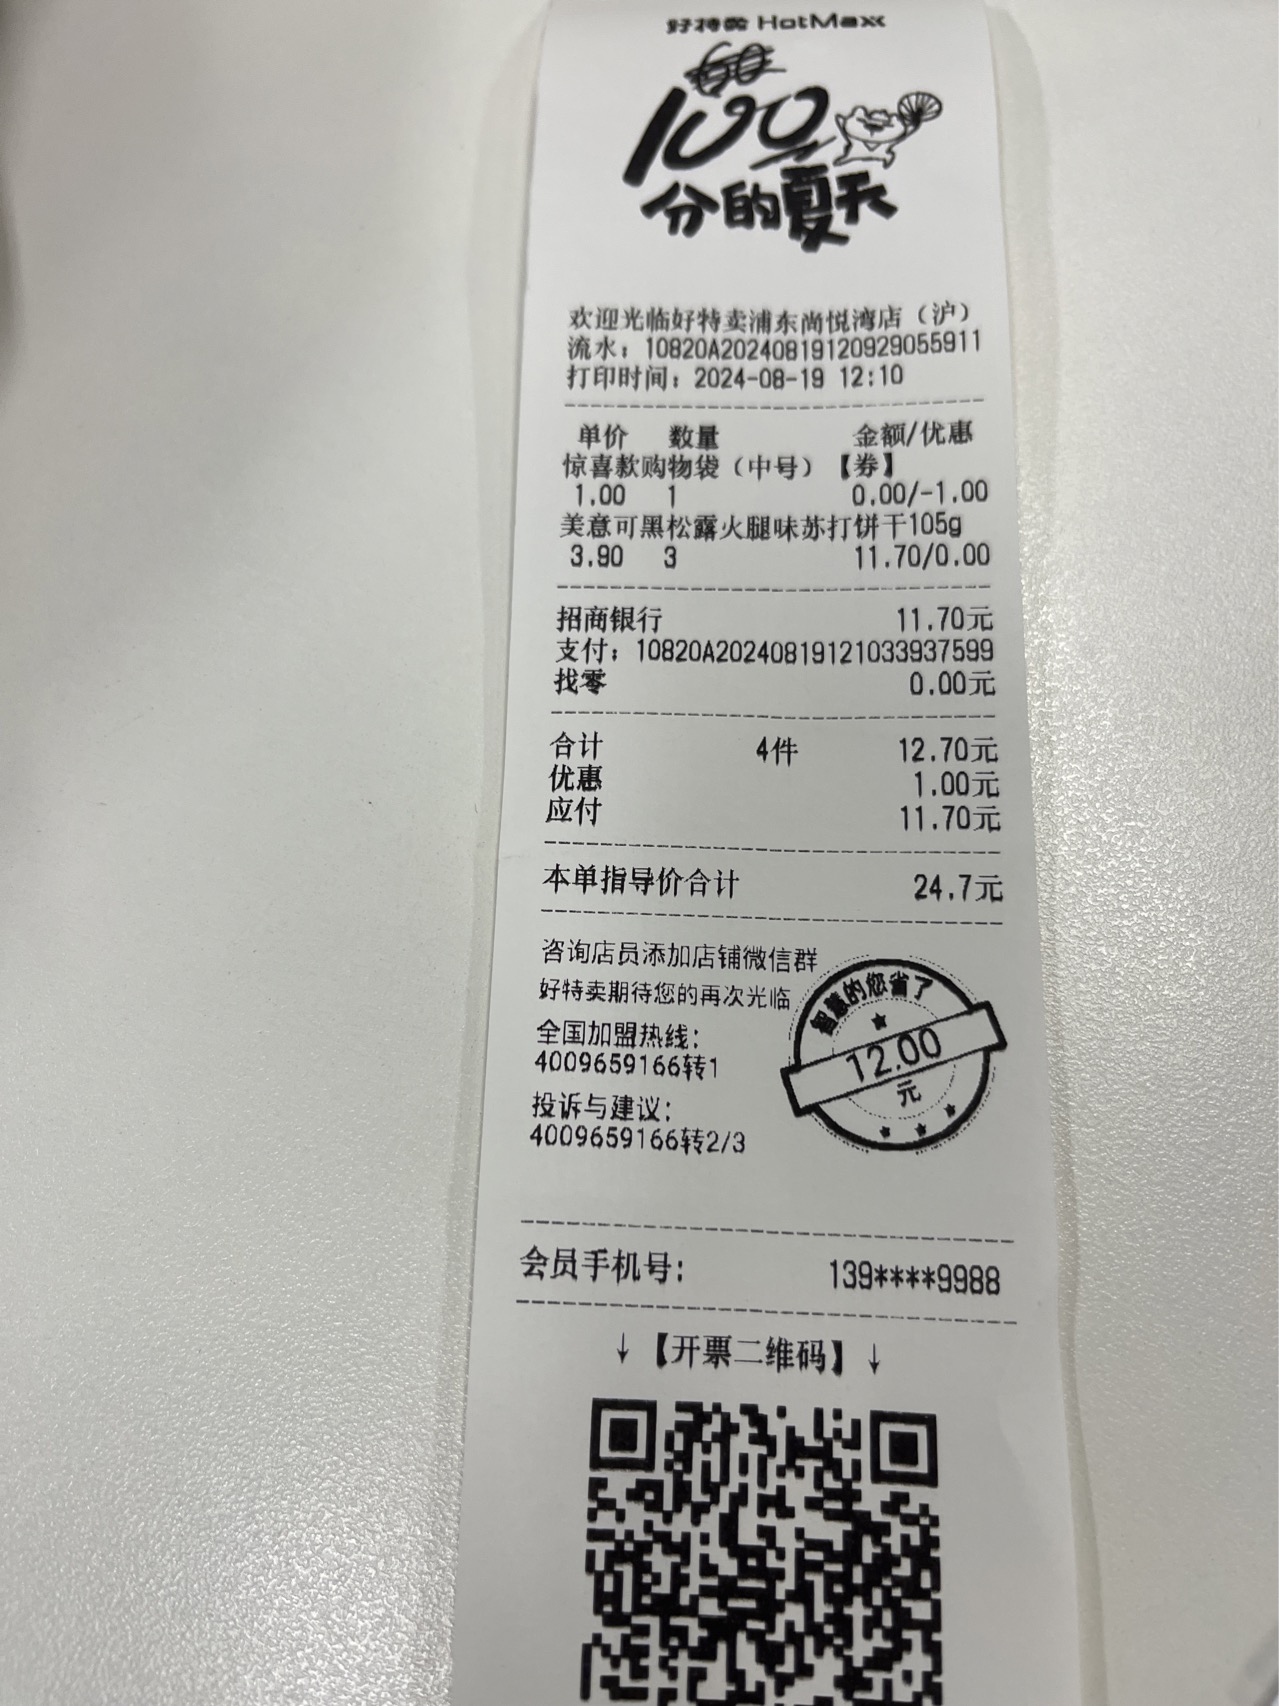 好特卖 HotMaxx
60
100
分的夏天
欢迎光临好特卖浦东尚悦湾店（沪）
流水：10820A20240819120929055911
打印时间：2024-08-19 12:10
单价 数量 金额/优惠
惊喜款购物袋（中号）【券】
1.00 1 0.00/-1.00
美意可黑松露火腿味苏打饼干105g
3.90 3 11.70/0.00
招商银行 11.70元
支付：10820A20240819121033937599
找零 0.00元
合计 4件 12.70元
优惠 1.00元
应付 11.70元
本单指导价合计 24.7元
咨询店员添加店铺微信群
好特卖期待您的再次光临
全国加盟热线：
4009659166转1
投诉与建议：
4009659166转2/3
智慧的您省了
12.00
元
会员手机号： 139****9988
↓【开票二维码】↓